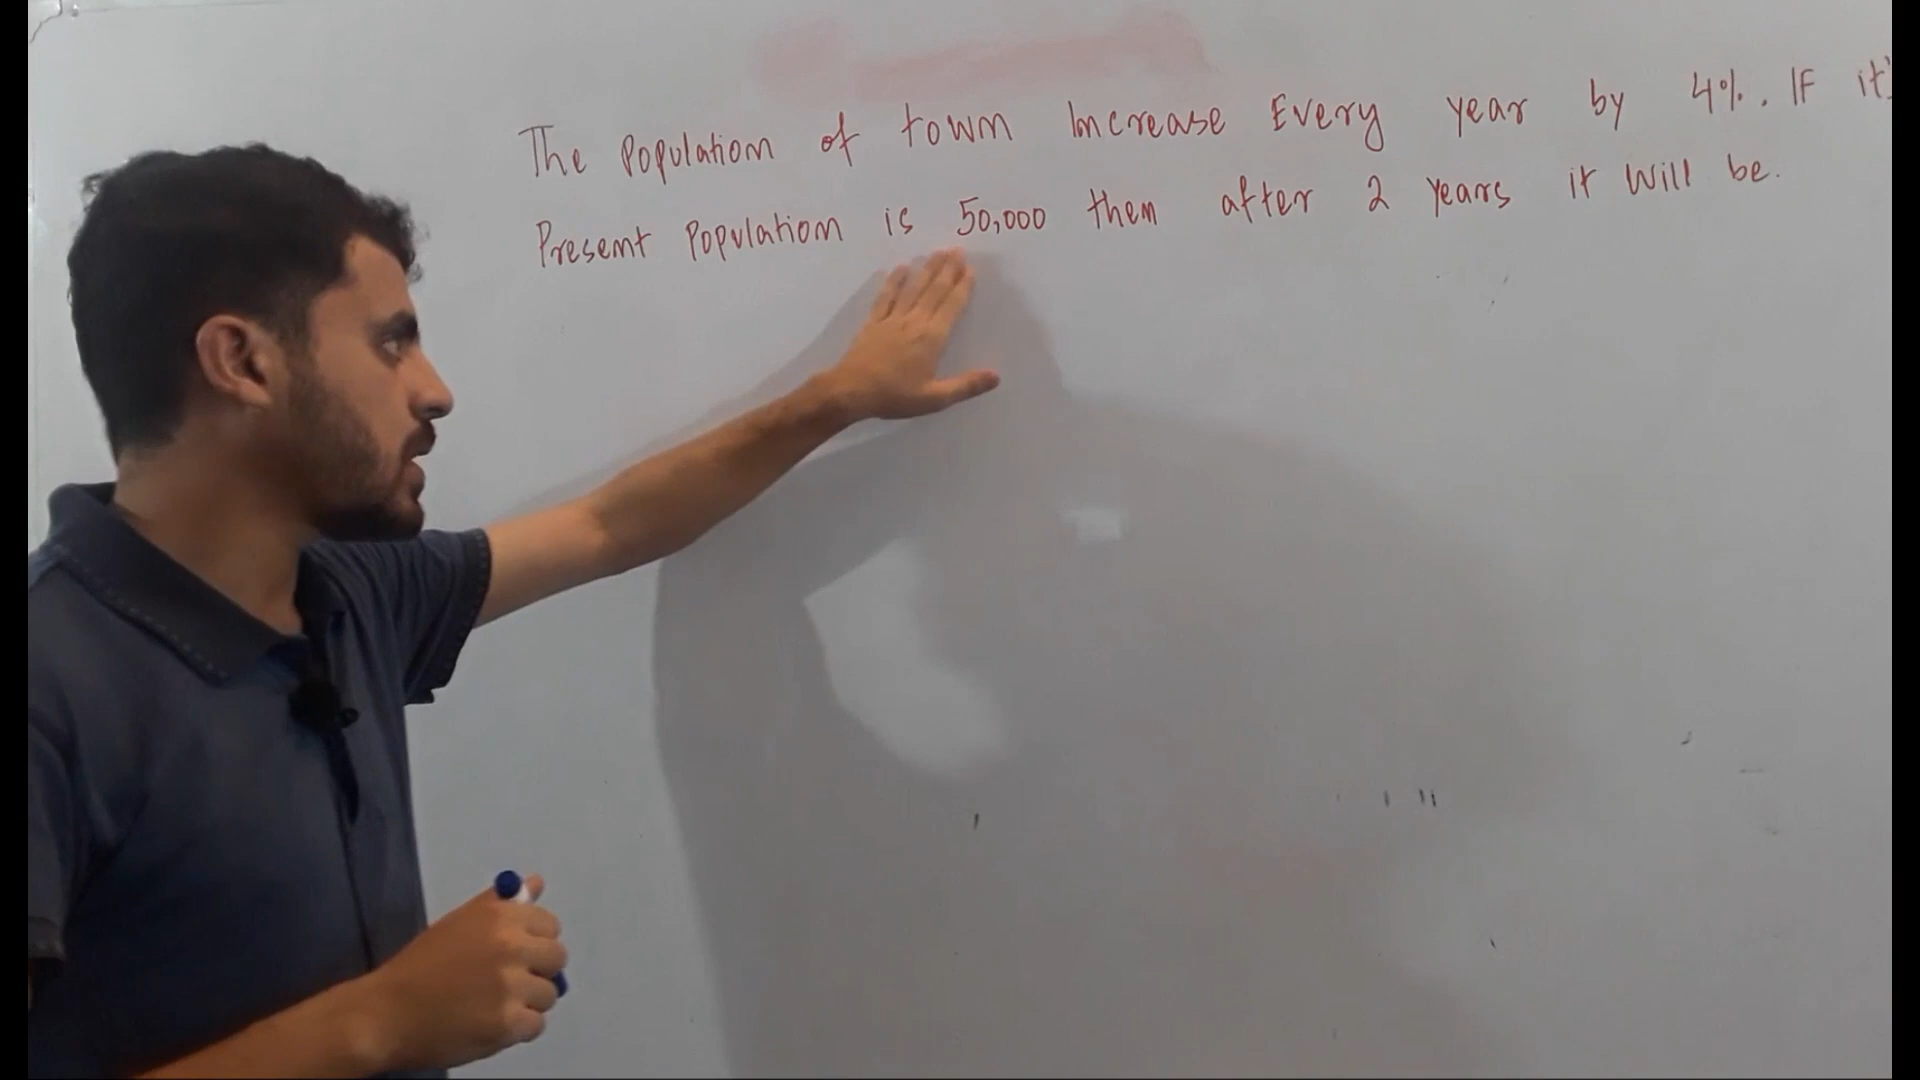 The Population of town Increase Every year by 4%. IF it's
Present Population is 50,000 then after 2 years it will be.